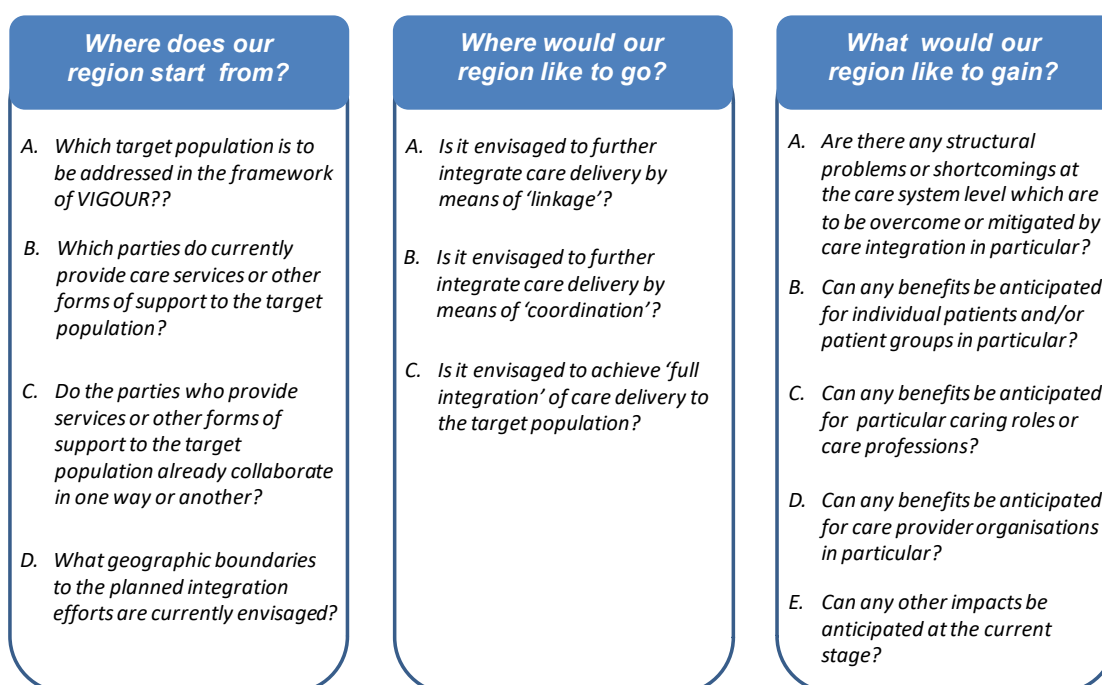 Where does our
region start from?
A. Which target population is to
be addressed in the framework
of VIGOUR??
B. Which parties do currently
provide care services or other
forms of support to the target
population?
C. Do the parties who provide
services or other forms of
support to the target
population already collaborate
in one way or another?
D. What geographic boundaries
to the planned integration
efforts are currently envisaged?
Where would our
region like to go?
A. Is it envisaged to further
integrate care delivery by
means of ‘linkage’?
B. Is it envisaged to further
integrate care delivery by
means of ‘coordination’?
C. Is it envisaged to achieve ‘full
integration’ of care delivery to
the target population?
What would our
region like to gain?
A. Are there any structural
problems or shortcomings at
the care system level which are
to be overcome or mitigated by
care integration in particular?
B. Can any benefits be anticipated
for individual patients and/or
patient groups in particular?
C. Can any benefits be anticipated
for particular caring roles or
care professions?
D. Can any benefits be anticipated
for care provider organisations
in particular?
E. Can any other impacts be
anticipated at the current
stage?